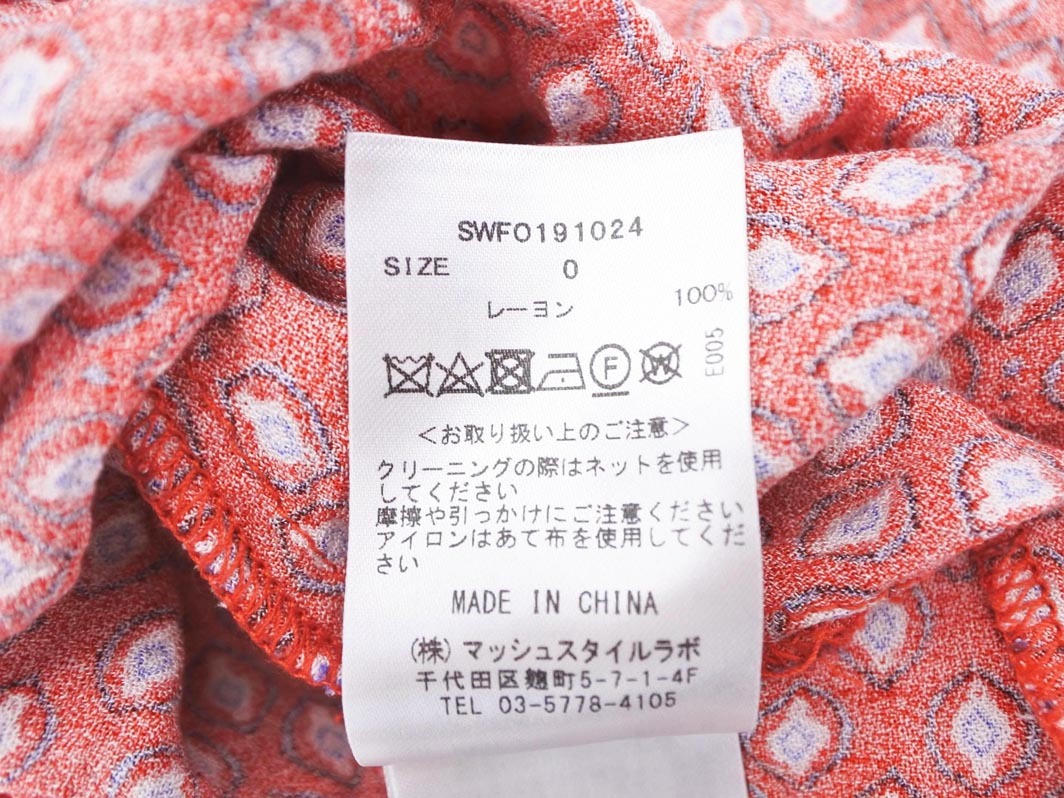 SWFO191024
SIZE 0
レーヨン 100%
E005
F W
<お取り扱い上のご注意>
クリーニングの際はネットを使用
してください
摩擦や引っかけにご注意ください
アイロンはあて布を使用してくだ
さい
MADE IN CHINA
(株)マッシュスタイルラボ
千代田区麹町5-7-1-4F
TEL 03-5778-4105